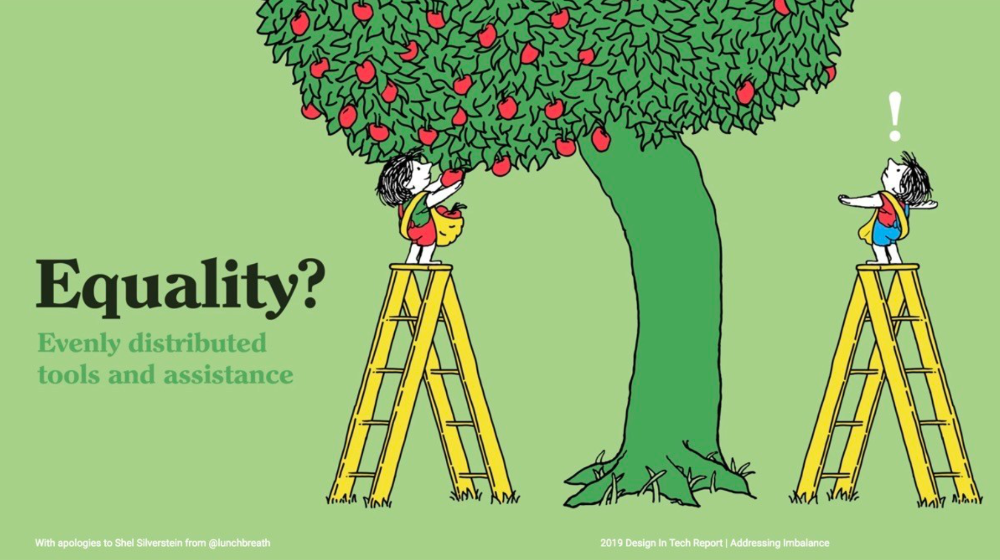 !
Equality?
Evenly distributed
tools and assistance
With apologies to Shel Silverstein from @lunchbreath
2019 Design In Tech Report | Addressing Imbalance